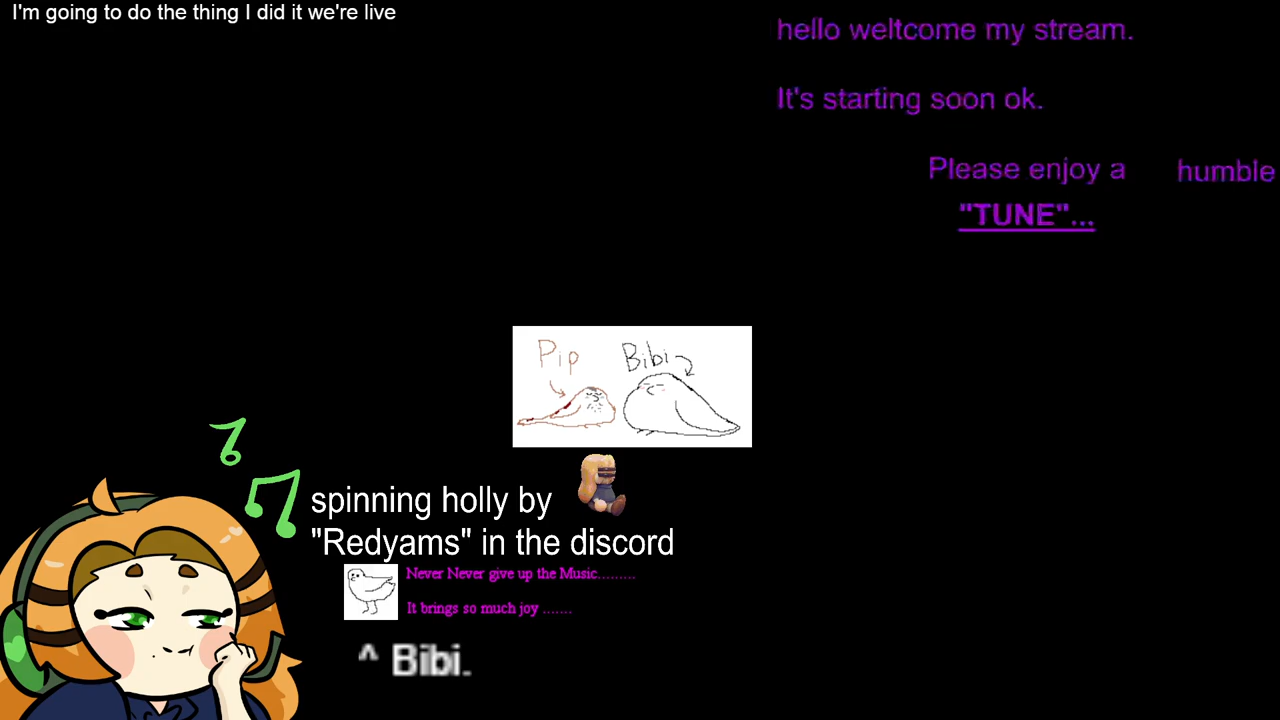 I'm going to do the thing I did it we're live
hello weltcome my stream.
It's starting soon ok.
Please enjoy a humble
"TUNE"...
Pip Bibi
spinning holly by
"Redyams" in the discord
Never Never give up the Music.........
It brings so much joy .......
^ Bibi.